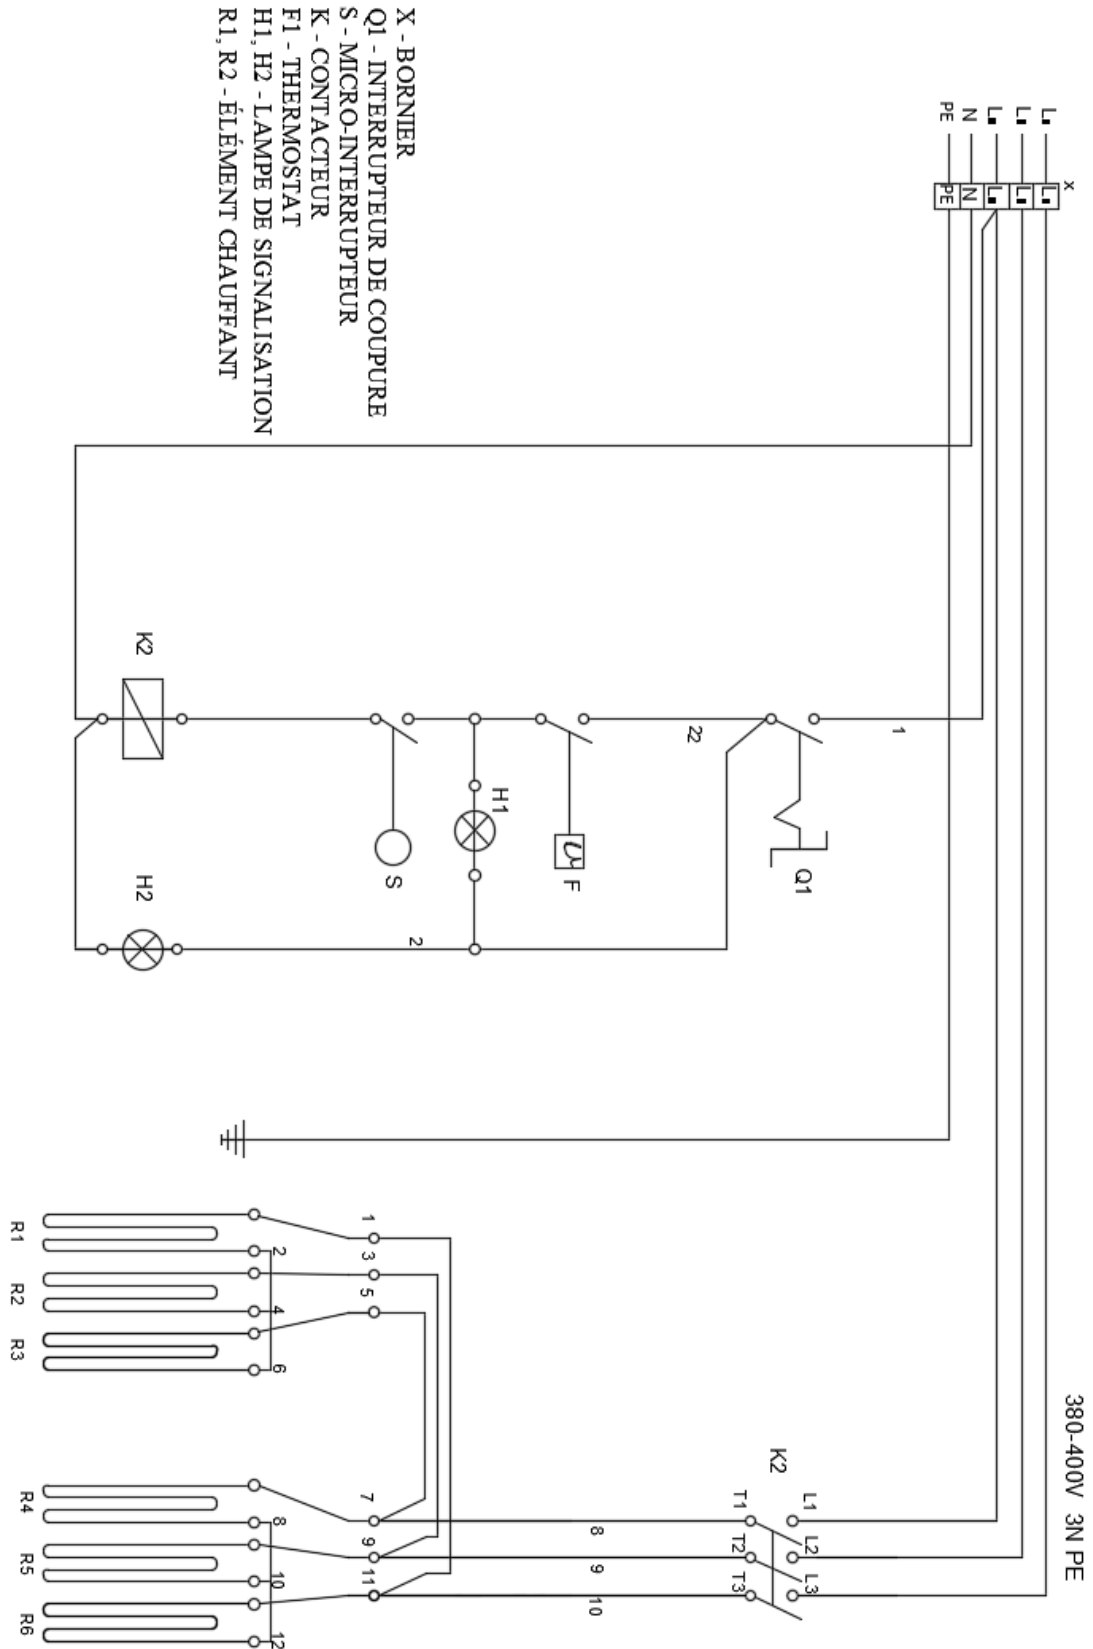 380-400V 3N PE
X
L L
L L
L L
N N
PE PE
1
22
2
Q1
F
H1
S
K2
H2
K2
L1 L2 L3
T1 T2 T3
8 9 10
1 3 5
7 9 11
2 4 6
8 10 12
R1 R2 R3
R4 R5 R6
X - BORNIER
Q1 - INTERRUPTEUR DE COUPURE
S - MICRO-INTERRUPTEUR
K - CONTACTEUR
F1 - THERMOSTAT
H1, H2 - LAMPE DE SIGNALISATION
R1, R2 - ÉLÉMENT CHAUFFANT